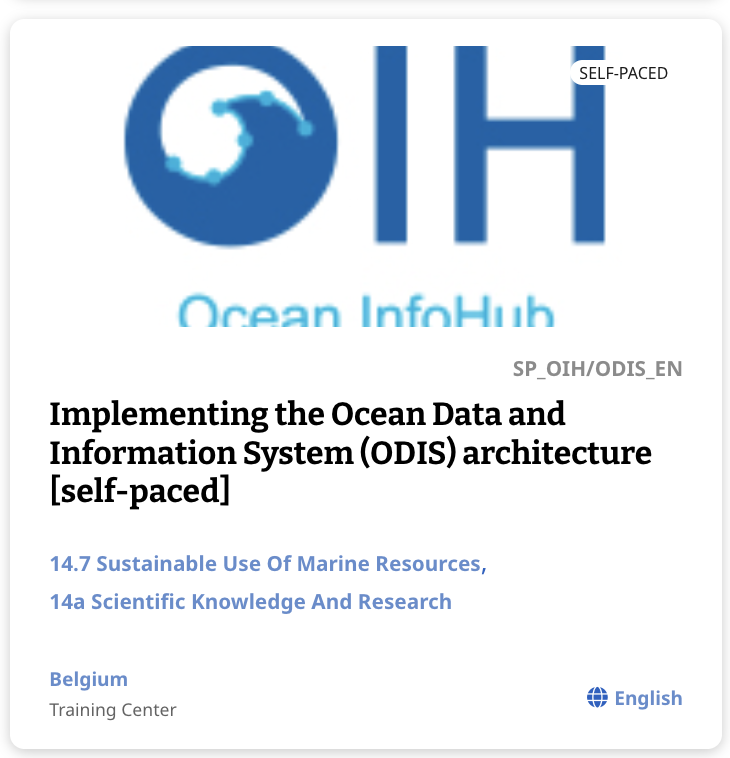 OIH
SELF-PACED
Ocean InfoHub
SP_OIH/ODIS_EN
Implementing the Ocean Data and
Information System (ODIS) architecture
[self-paced]
14.7 Sustainable Use Of Marine Resources,
14a Scientific Knowledge And Research
Belgium
Training Center
English